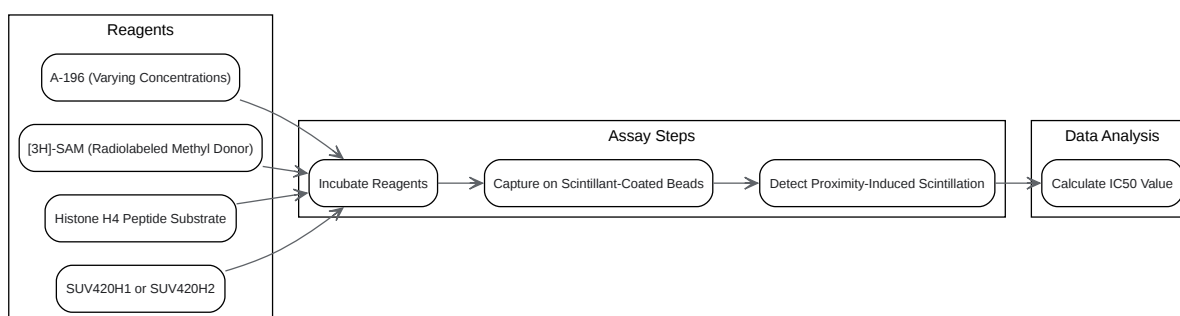 Reagents
A-196 (Varying Concentrations)
[3H]-SAM (Radiolabeled Methyl Donor)
Histone H4 Peptide Substrate
SUV420H1 or SUV420H2
Assay Steps
Incubate Reagents
Capture on Scintillant-Coated Beads
Detect Proximity-Induced Scintillation
Data Analysis
Calculate IC50 Value